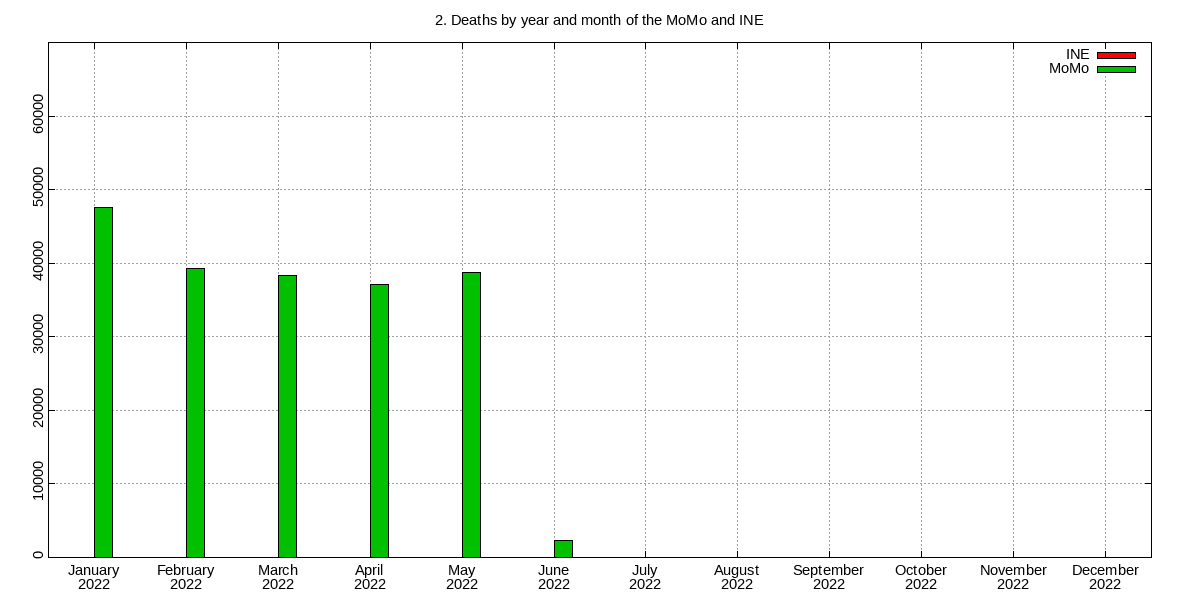 2. Deaths by year and month of the MoMo and INE
INE
MoMo
60000
50000
40000
30000
20000
10000
0
January February March April May June July August September October November December
2022 2022 2022 2022 2022 2022 2022 2022 2022 2022 2022 2022